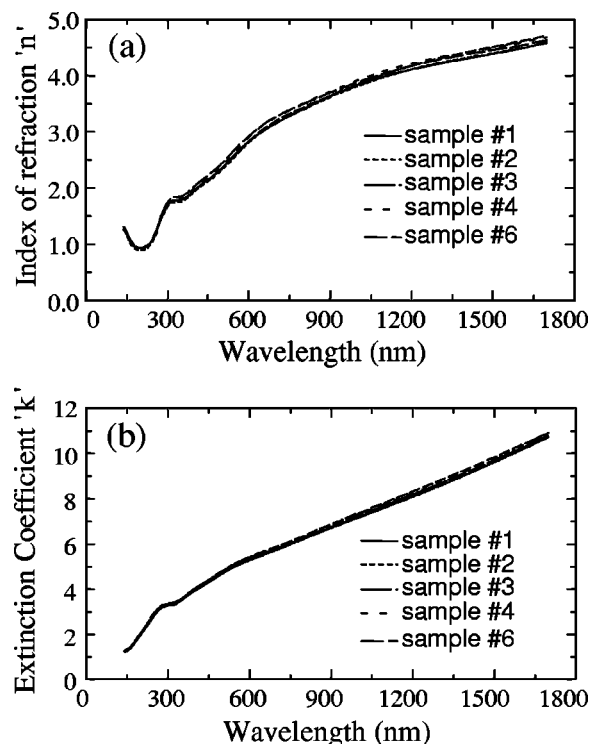 5.0
(a)
4.0
3.0
2.0
1.0
0.0
Index of refraction 'n'
sample #1
sample #2
sample #3
sample #4
sample #6
0 300 600 900 1200 1500 1800
Wavelength (nm)
12
(b)
10
8
6
4
2
0
Extinction Coefficient 'k'
sample #1
sample #2
sample #3
sample #4
sample #6
0 300 600 900 1200 1500 1800
Wavelength (nm)